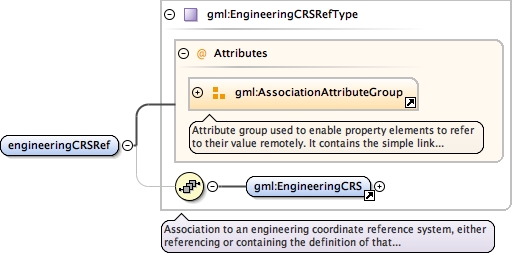 gml:EngineeringCRSRefType
@ Attributes
gml:AssociationAttributeGroup
Attribute group used to enable property elements to refer
to their value remotely. It contains the simple link...
engineeringCRSRef
gml:EngineeringCRS
Association to an engineering coordinate reference system, either
referencing or containing the definition of that...